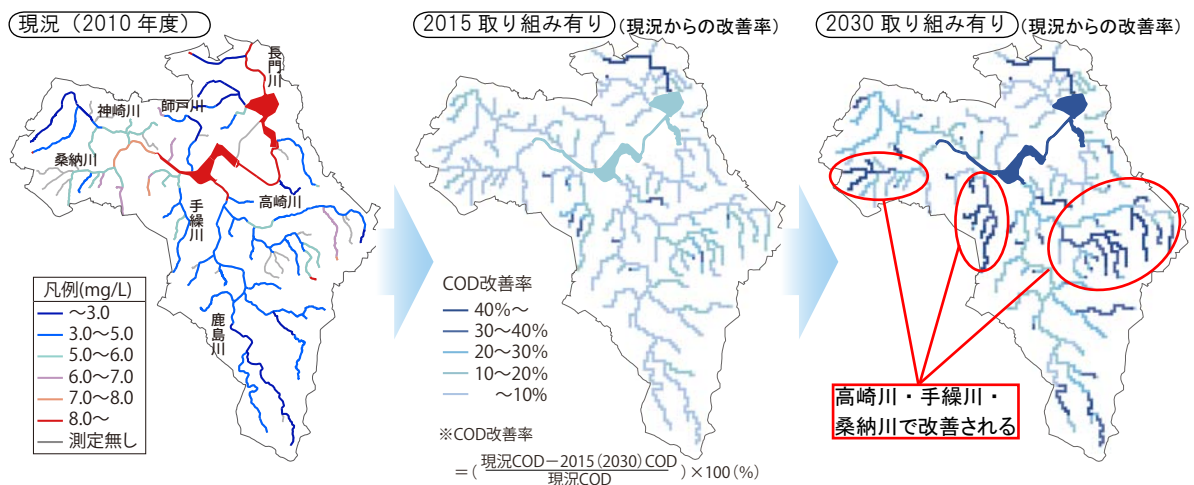 現況（2010年度）
長門川
師戸川
神崎川
桑納川
手繰川
高崎川
鹿島川
凡例(mg/L)
～3.0
3.0～5.0
5.0～6.0
6.0～7.0
7.0～8.0
8.0～
測定無し
2015取り組み有り（現況からの改善率）
COD改善率
40%～
30～40%
20～30%
10～20%
～10%
※COD改善率
＝（現況COD－2015(2030)COD
現況COD
）×100(%)
2030取り組み有り（現況からの改善率）
高崎川・手繰川・
桑納川で改善される